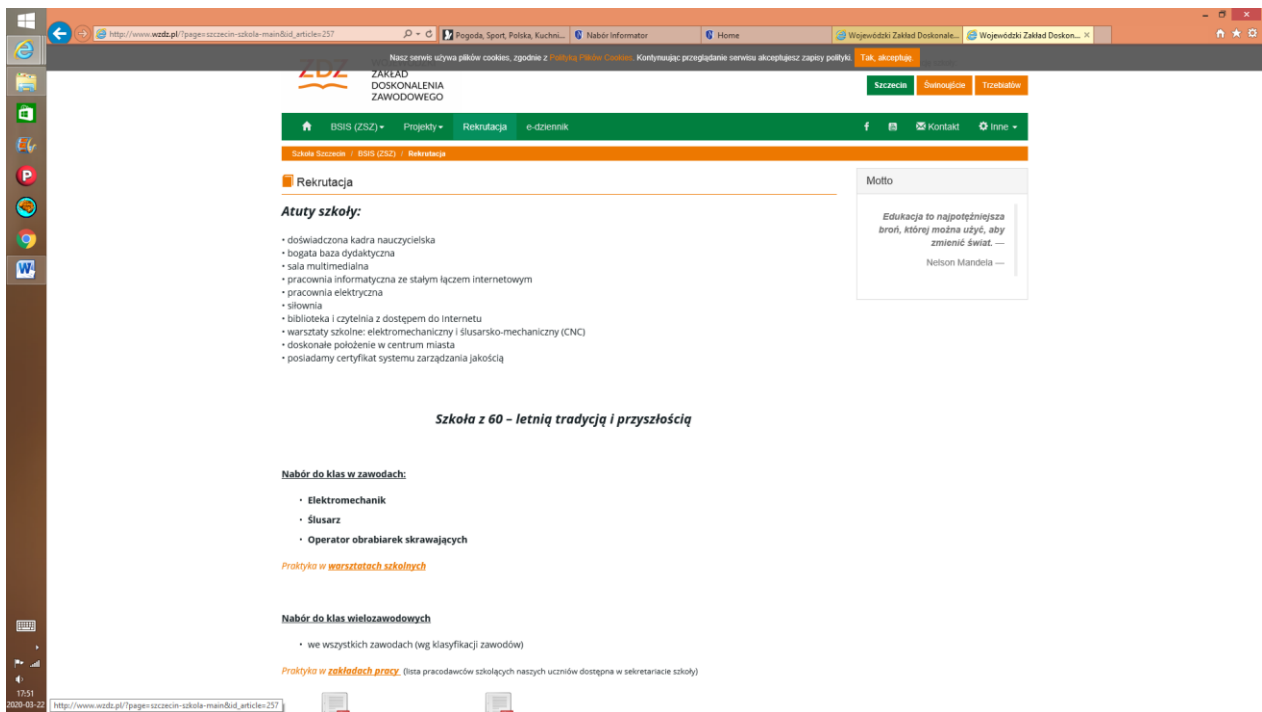 http://www.wzdz.pl/?page=szczecin-szkola-main&id_article=257
Pogoda, Sport, Polska, Kuchni...
Nabór Informator
Home
Wojewódzki Zakład Doskonale...
Wojewódzki Zakład Doskon...
Nasz serwis używa plików cookies, zgodnie z Polityką Plików Cookies. Kontynuując przeglądanie serwisu akceptujesz zapisy polityki. Tak, akceptuję.
ZDZ
ZAKŁAD
DOSKONALENIA
ZAWODOWEGO
Szczecin Świnoujście Trzebiatów
BSIS (ZSZ) Projekty Rekrutacja e-dziennik Kontakt Inne
Szkoła Szczecin / BSIS (ZSZ) / Rekrutacja
Rekrutacja
Atuty szkoły:
• doświadczona kadra nauczycielska
• bogata baza dydaktyczna
• sala multimedialna
• pracownia informatyczna ze stałym łączem internetowym
• pracownia elektryczna
• siłownia
• biblioteka i czytelnia z dostępem do Internetu
• warsztaty szkolne: elektromechaniczny i ślusarsko-mechaniczny (CNC)
• doskonałe położenie w centrum miasta
• posiadamy certyfikat systemu zarządzania jakością
Motto
Edukacja to najpotężniejsza
broń, której można użyć, aby
zmienić świat. —
Nelson Mandela —
Szkoła z 60 – letnią tradycją i przyszłością
Nabór do klas w zawodach:
• Elektromechanik
• Ślusarz
• Operator obrabiarek skrawających
Praktyka w warsztatach szkolnych
Nabór do klas wielozawodowych
• we wszystkich zawodach (wg klasyfikacji zawodów)
Praktyka w zakładach pracy (lista pracodawców szkolących naszych uczniów dostępna w sekretariacie szkoły)
17:51
2020-03-22
http://www.wzdz.pl/?page=szczecin-szkola-main&id_article=257